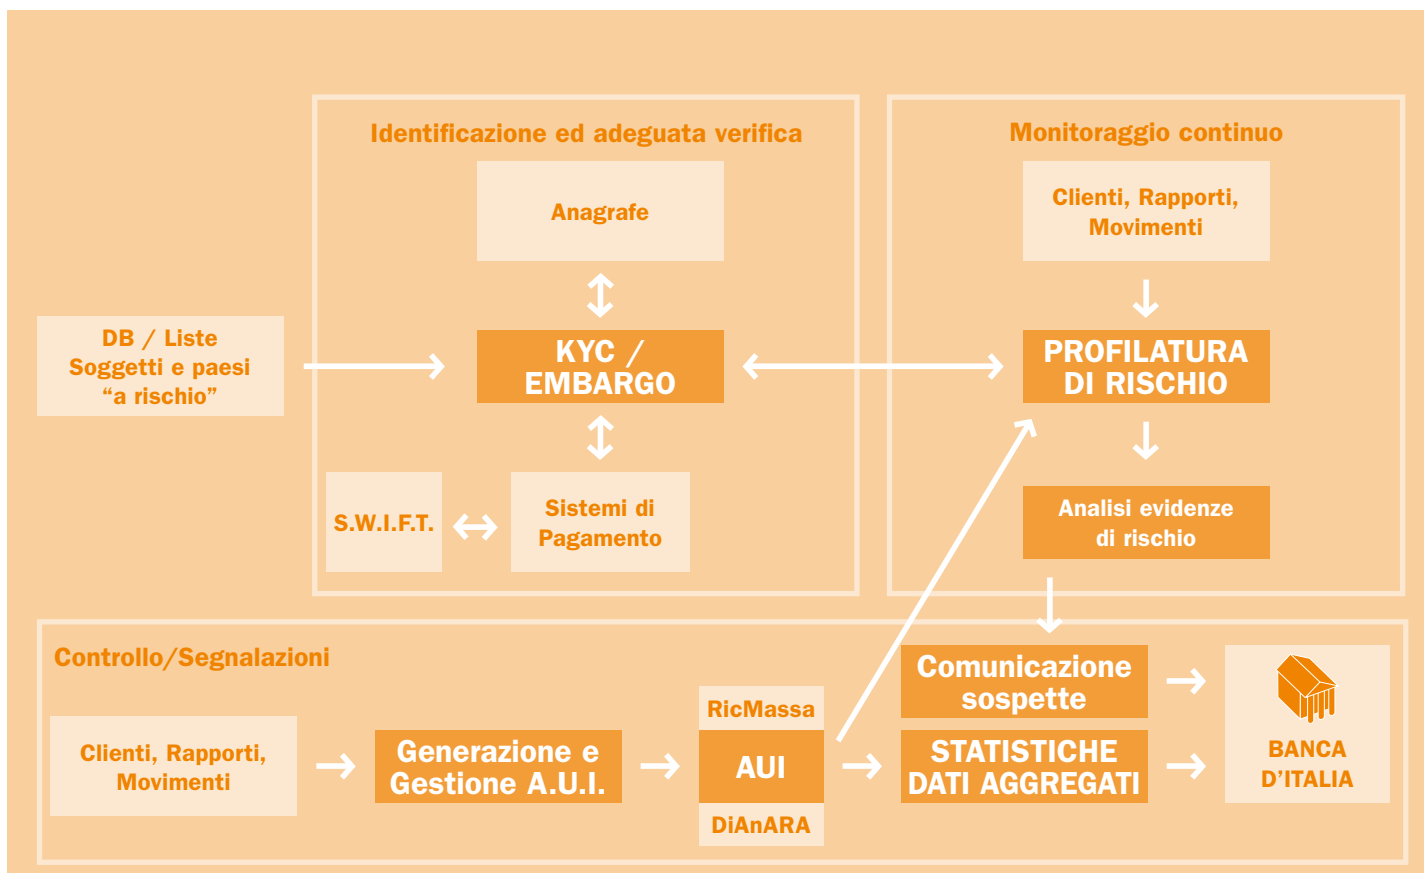 Identificazione ed adeguata verifica
Anagrafe
DB / Liste
Soggetti e paesi
“a rischio”
KYC /
EMBARGO
S.W.I.F.T.
Sistemi di
Pagamento
Monitoraggio continuo
Clienti, Rapporti,
Movimenti
PROFILATURA
DI RISCHIO
Analisi evidenze
di rischio
Controllo/Segnalazioni
Clienti, Rapporti,
Movimenti
Generazione e
Gestione A.U.I.
RicMassa
AUI
DiAnARA
Comunicazione
sospette
STATISTICHE
DATI AGGREGATI
BANCA
D’ITALIA